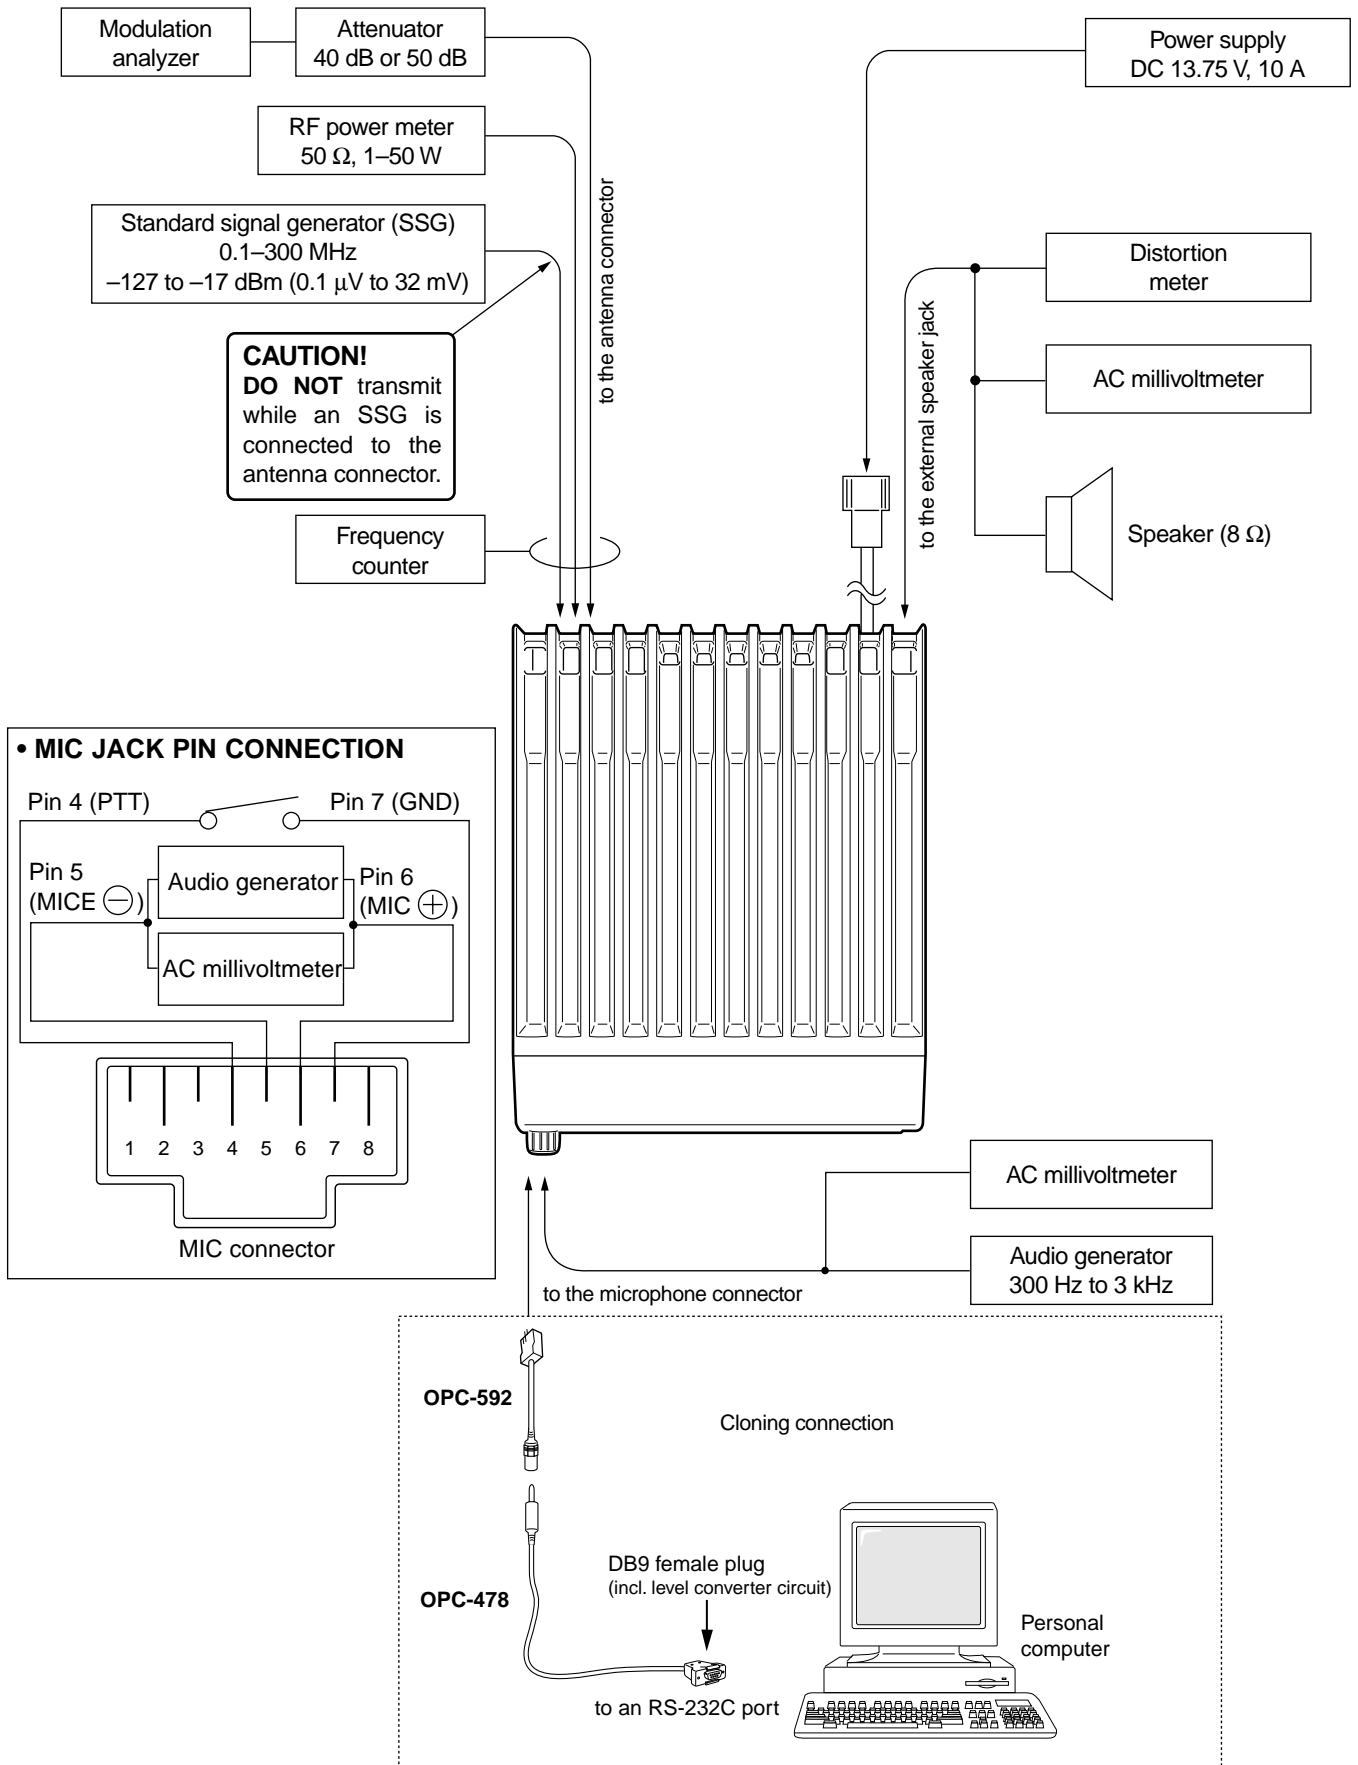 Modulation
analyzer
Attenuator
40 dB or 50 dB
Power supply
DC 13.75 V, 10 A
RF power meter
50 Ω, 1–50 W
to the antenna connector
Standard signal generator (SSG)
0.1–300 MHz
–127 to –17 dBm (0.1 µV to 32 mV)
Distortion
meter
CAUTION!
DO NOT transmit
while an SSG is
connected to the
antenna connector.
to the external speaker jack
AC millivoltmeter
Frequency
counter
Speaker (8 Ω)
• MIC JACK PIN CONNECTION
Pin 4 (PTT)
Pin 7 (GND)
Pin 5
(MICE ⊖)
Audio generator
Pin 6
(MIC ⊕)
AC millivoltmeter
1 2 3 4 5 6 7 8
MIC connector
AC millivoltmeter
Audio generator
300 Hz to 3 kHz
to the microphone connector
OPC-592
Cloning connection
DB9 female plug
(incl. level converter circuit)
OPC-478
Personal
computer
to an RS-232C port